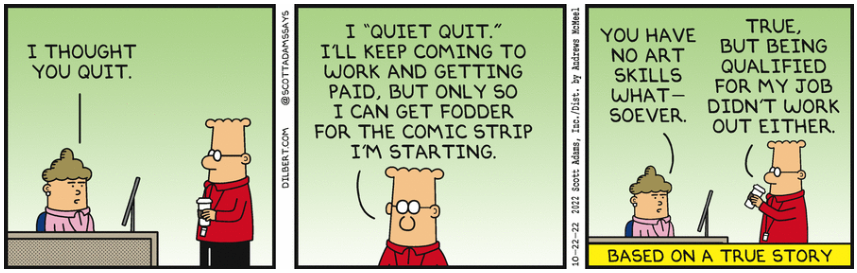 I THOUGHT
YOU QUIT.
DILBERT.COM @SCOTTADAMSSAYS
I "QUIET QUIT."
I'LL KEEP COMING TO
WORK AND GETTING
PAID, BUT ONLY SO
I CAN GET FODDER
FOR THE COMIC STRIP
I'M STARTING.
10-22-22 2022 Scott Adams, Inc./Dist. by Andrews McMeel
YOU HAVE
NO ART
SKILLS
WHAT—
SOEVER.
TRUE,
BUT BEING
QUALIFIED
FOR MY JOB
DIDN'T WORK
OUT EITHER.
BASED ON A TRUE STORY